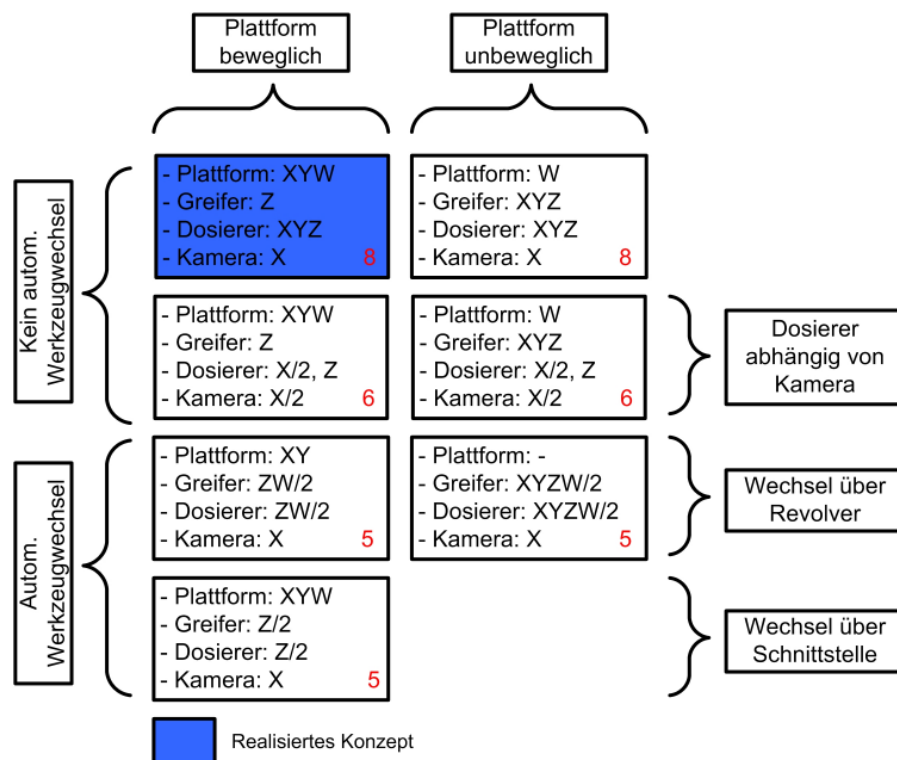 Plattform
beweglich
Plattform
unbeweglich
Kein autom.
Werkzeugwechsel
- Plattform: XYW
- Greifer: Z
- Dosierer: XYZ
- Kamera: X 8
- Plattform: W
- Greifer: XYZ
- Dosierer: XYZ
- Kamera: X 8
- Plattform: XYW
- Greifer: Z
- Dosierer: X/2, Z
- Kamera: X/2 6
- Plattform: W
- Greifer: XYZ
- Dosierer: X/2, Z
- Kamera: X/2 6
Dosierer
abhängig von
Kamera
Autom.
Werkzeugwechsel
- Plattform: XY
- Greifer: ZW/2
- Dosierer: ZW/2
- Kamera: X 5
- Plattform: -
- Greifer: XYZW/2
- Dosierer: XYZW/2
- Kamera: X 5
Wechsel über
Revolver
- Plattform: XYW
- Greifer: Z/2
- Dosierer: Z/2
- Kamera: X 5
Wechsel über
Schnittstelle
Realisiertes Konzept